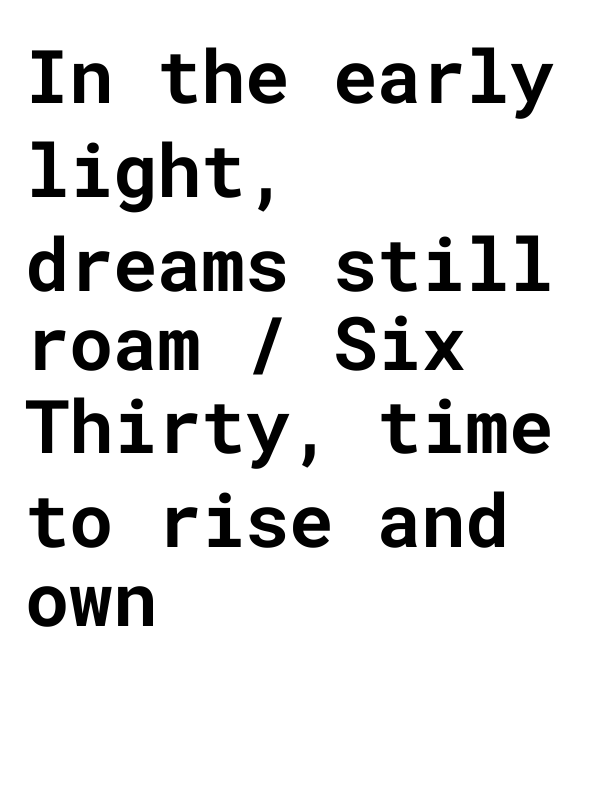 In the early
light,
dreams still
roam / Six
Thirty, time
to rise and
own